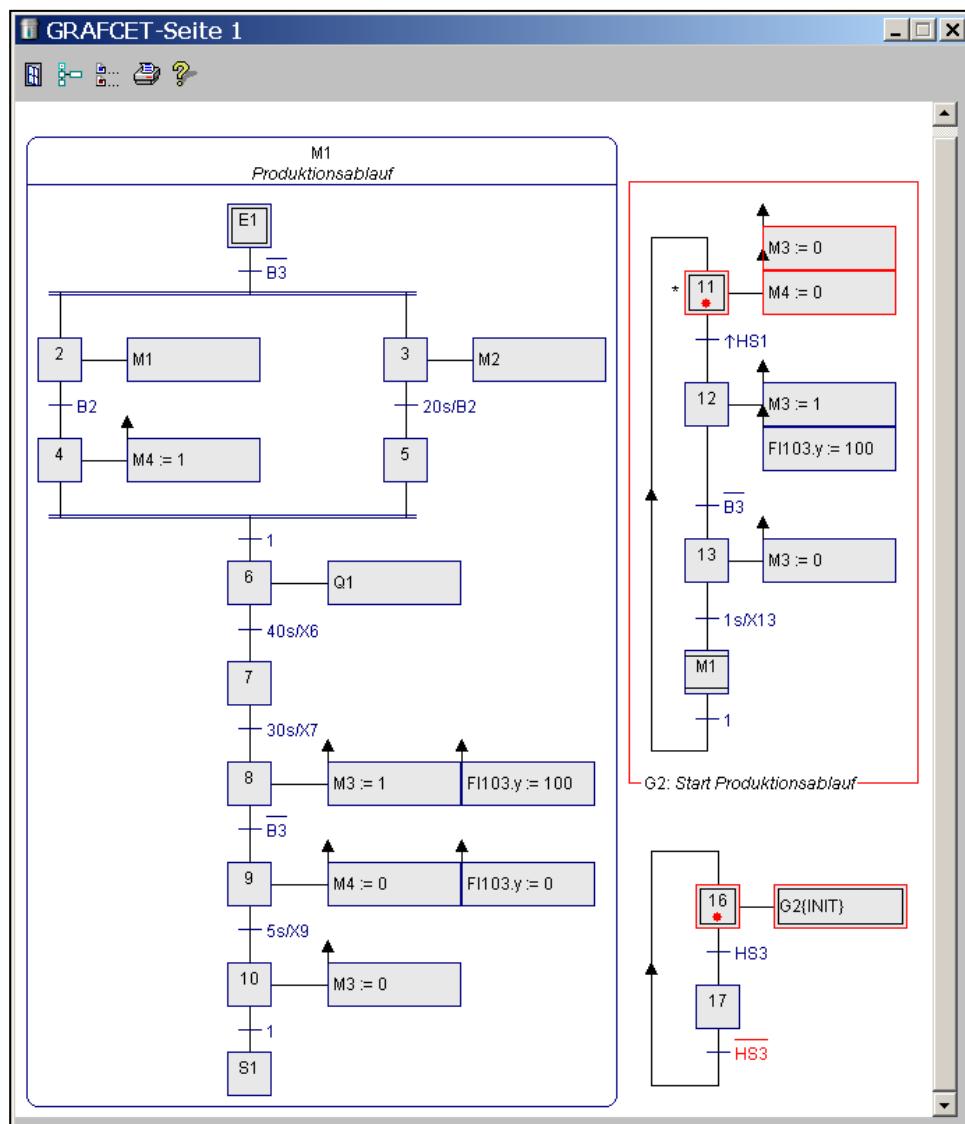 GRAFCET-Seite 1
M1
Produktionsablauf
E1
B3
2
M1
3
M2
B2
20s/B2
4
M4 := 1
5
1
6
Q1
40s/X6
7
30s/X7
8
M3 := 1
FI103.y := 100
B3
9
M4 := 0
FI103.y := 0
5s/X9
10
M3 := 0
1
S1
M3 := 0
*
11
M4 := 0
↑HS1
12
M3 := 1
FI103.y := 100
B3
13
M3 := 0
1s/X13
M1
1
G2: Start Produktionsablauf
16
G2{INIT}
HS3
17
HS3